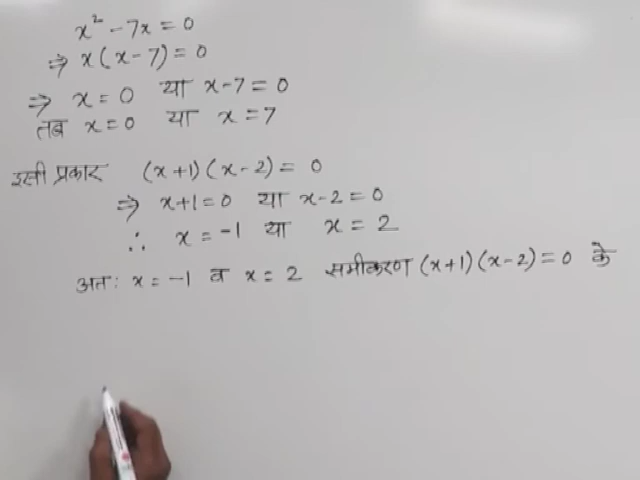 x² - 7x = 0
⇒ x(x-7) = 0
⇒ x = 0 या x-7 = 0
तब x = 0 या x = 7
इसी प्रकार (x+1)(x-2) = 0
⇒ x+1 = 0 या x-2 = 0
∴ x = -1 या x = 2
अतः x = -1 व x = 2 समीकरण (x+1)(x-2) = 0 के